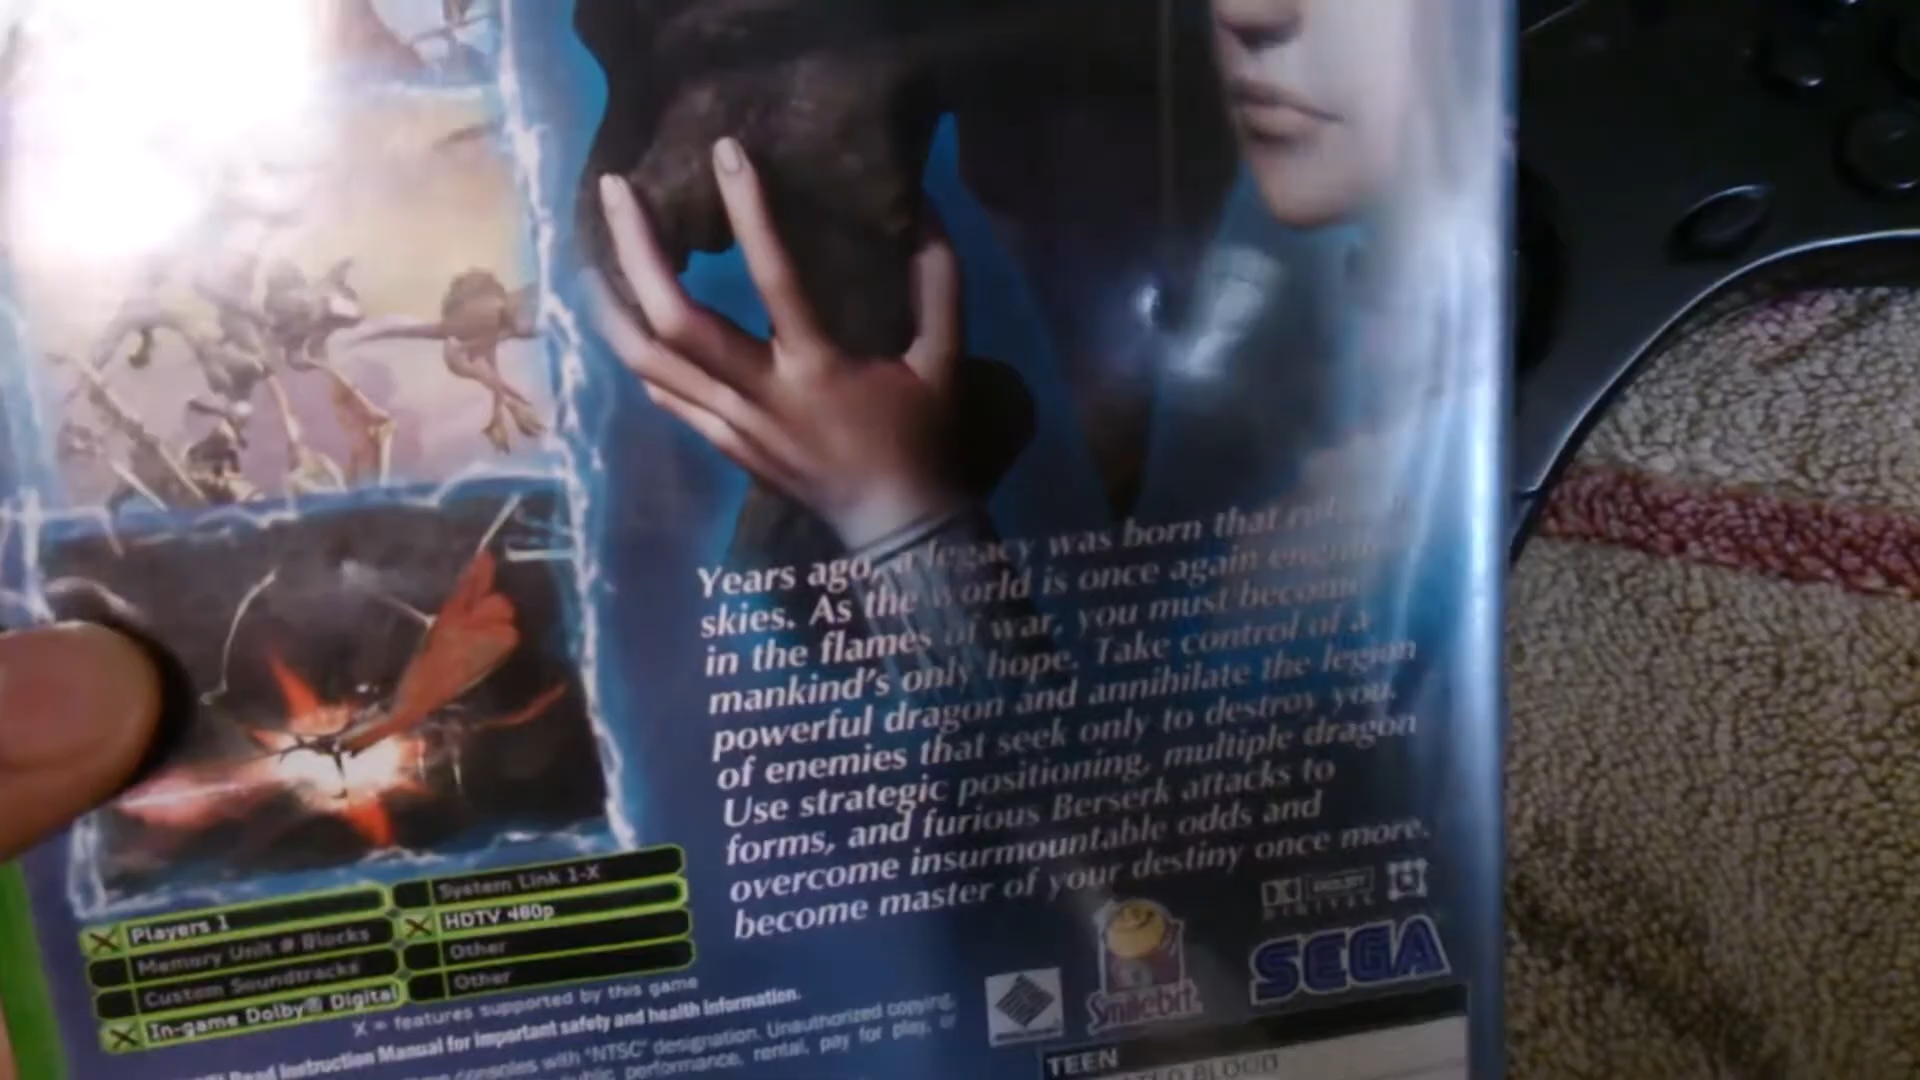 Years ago, a legacy was born that
skies. As the world is once again
in the flames of war, you must become
mankind's only hope. Take control of a
powerful dragon and annihilate the legion
of enemies that seek only to destroy you.
Use strategic positioning, multiple dragon
forms, and furious Berserk attacks to
overcome insurmountable odds and
become master of your destiny once more.
Players 1
Memory Unit # Blocks
Custom Soundtracks
In-game Dolby® Digital
System Link 1-X
HDTV 480p
Other
Other
X = features supported by this game
Read Instruction Manual for important safety and health information.
consoles with "NTSC" designation. Unauthorized copying,
public performance, rental, pay for play, or
Smilebit.
DIGITAL
SEGA
TEEN
BLOOD